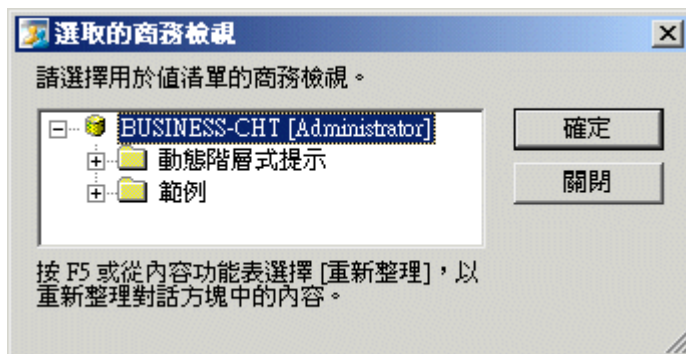 選取的商務檢視
請選擇用於值清單的商務檢視。
BUSINESS-CHT [Administrator]
動態階層式提示
範例
確定
關閉
按 F5 或從內容功能表選擇 [重新整理]，以
重新整理對話方塊中的內容。